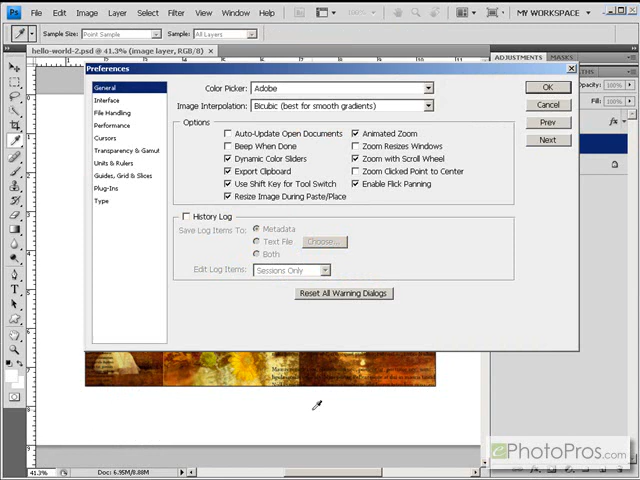 Ps File Edit Image Layer Select Filter Analysis View Window Help MY WORKSPACE
Sample Size: Point Sample Sample: All Layers
hello-world-2.psd @ 41.3% (image layer, RGB/8) ×
ADJUSTMENTS MASKS
Preferences
General
Interface
File Handling
Performance
Cursors
Transparency & Gamut
Units & Rulers
Guides, Grid & Slices
Plug-Ins
Type
Color Picker: Adobe
Image Interpolation: Bicubic (best for smooth gradients)
Options
Auto-Update Open Documents
Beep When Done
Dynamic Color Sliders
Export Clipboard
Use Shift Key for Tool Switch
Resize Image During Paste/Place
Animated Zoom
Zoom Resizes Windows
Zoom with Scroll Wheel
Zoom Clicked Point to Center
Enable Flick Panning
History Log
Save Log Items To: Metadata
Text File Choose...
Both
Edit Log Items: Sessions Only
Reset All Warning Dialogs
OK
Cancel
Prev
Next
Opacity: 100%
Fill: 100%
fx
41.3% Doc: 6.95M/8.88M
ePhotoPros.com